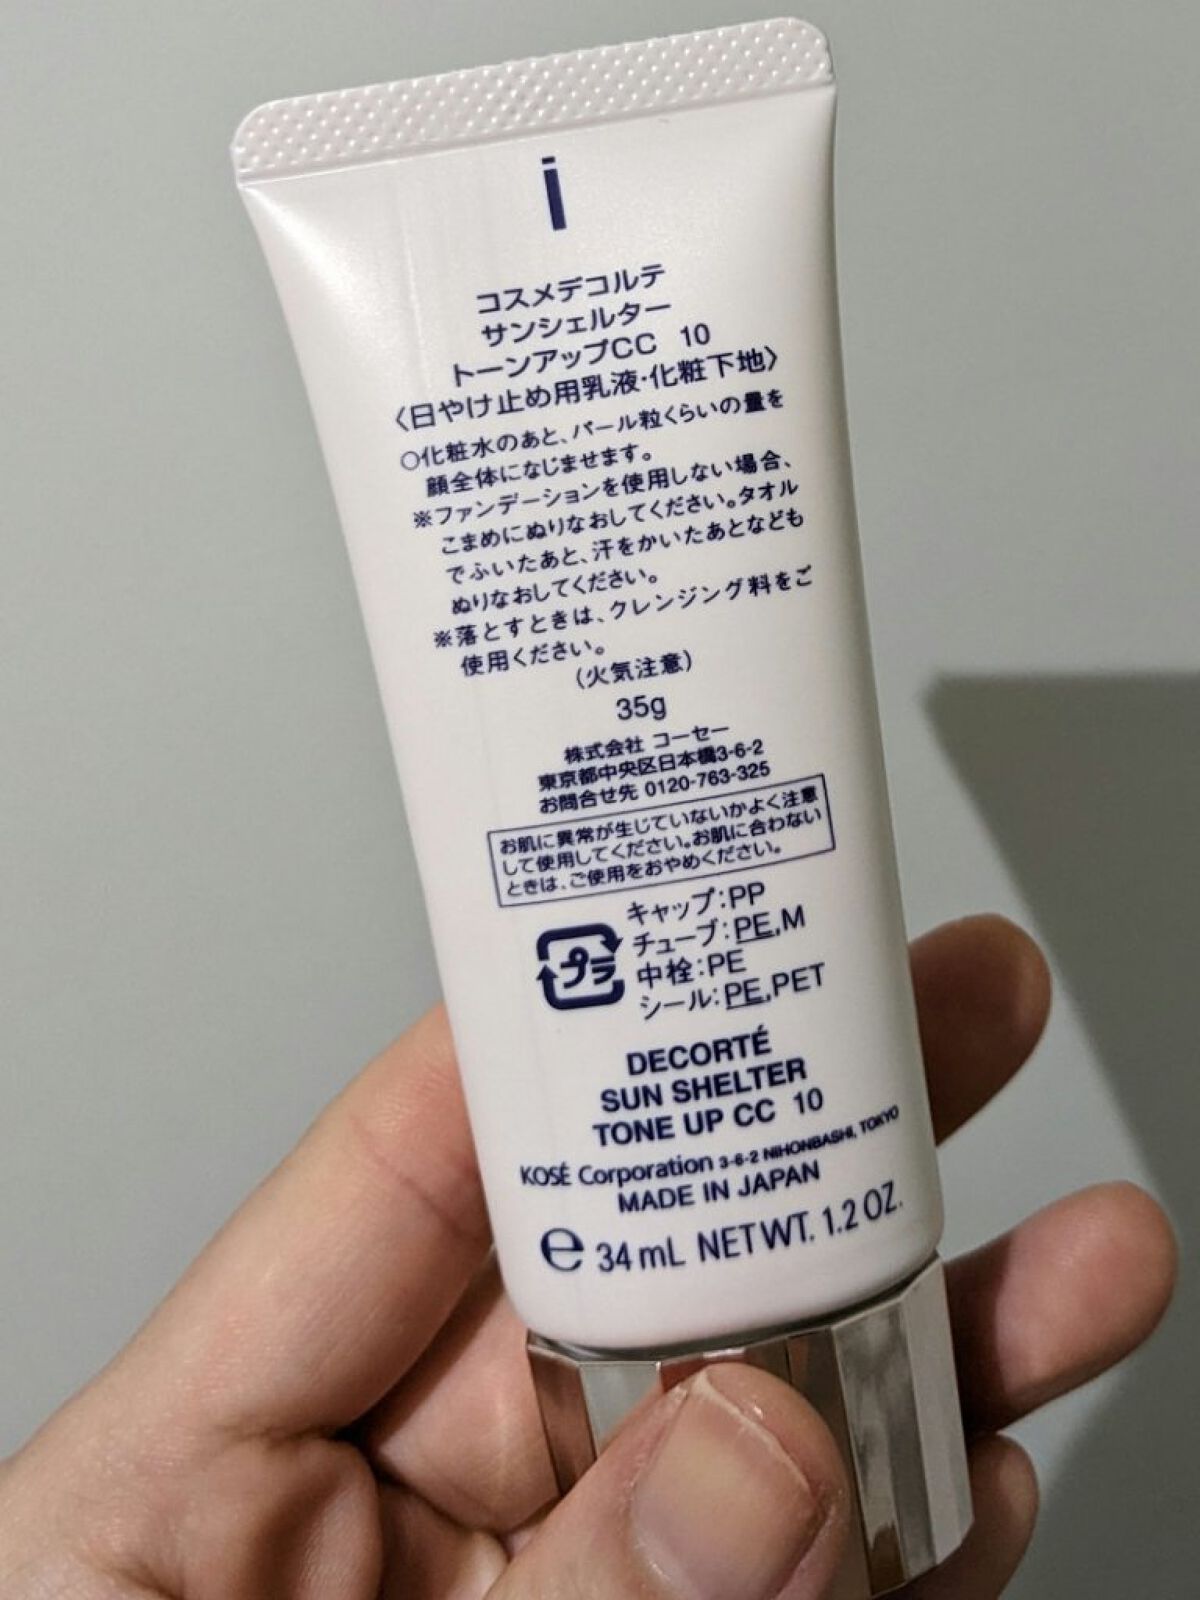 i
コスメデコルテ
サンシェルター
トーンアップCC 10
〈日やけ止め用乳液・化粧下地〉
○化粧水のあと、パール粒くらいの量を
顔全体になじませます。
※ファンデーションを使用しない場合、
こまめにぬりなおしてください。タオル
でふいたあと、汗をかいたあとなども
ぬりなおしてください。
※落とすときは、クレンジング料をご
使用ください。
(火気注意)
35g
株式会社 コーセー
東京都中央区日本橋3-6-2
お問合せ先 0120-763-325
お肌に異常が生じていないかよく注意
して使用してください。お肌に合わない
ときは、ご使用をおやめください。
プラ
キャップ:PP
チューブ:PE,M
中栓:PE
シール:PE,PET
DECORTÉ
SUN SHELTER
TONE UP CC 10
KOSÉ Corporation 3-6-2 NIHONBASHI, TOKYO
MADE IN JAPAN
℮ 34 mL NET WT. 1.2 OZ.